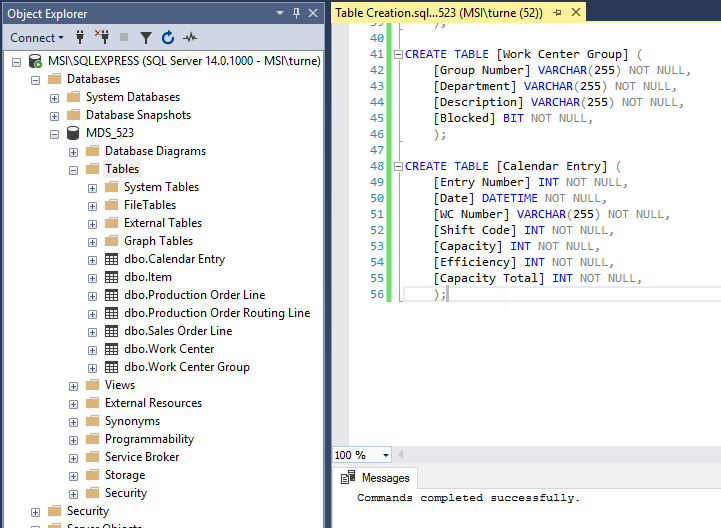 Object Explorer
Connect
MSI\SQLEXPRESS (SQL Server 14.0.1000 - MSI\turne)
Databases
System Databases
Database Snapshots
MDS_523
Database Diagrams
Tables
System Tables
FileTables
External Tables
Graph Tables
dbo.Calendar Entry
dbo.Item
dbo.Production Order Line
dbo.Production Order Routing Line
dbo.Sales Order Line
dbo.Work Center
dbo.Work Center Group
Views
External Resources
Synonyms
Programmability
Service Broker
Storage
Security
Security
Server Objects
Table Creation.sql...523 (MSI\turne (52))
39 );
40
41 CREATE TABLE [Work Center Group] (
42 [Group Number] VARCHAR(255) NOT NULL,
43 [Department] VARCHAR(255) NOT NULL,
44 [Description] VARCHAR(255) NOT NULL,
45 [Blocked] BIT NOT NULL,
46 );
47
48 CREATE TABLE [Calendar Entry] (
49 [Entry Number] INT NOT NULL,
50 [Date] DATETIME NOT NULL,
51 [WC Number] VARCHAR(255) NOT NULL,
52 [Shift Code] INT NOT NULL,
53 [Capacity] INT NOT NULL,
54 [Efficiency] INT NOT NULL,
55 [Capacity Total] INT NOT NULL,
56 );
100 %
Messages
Commands completed successfully.